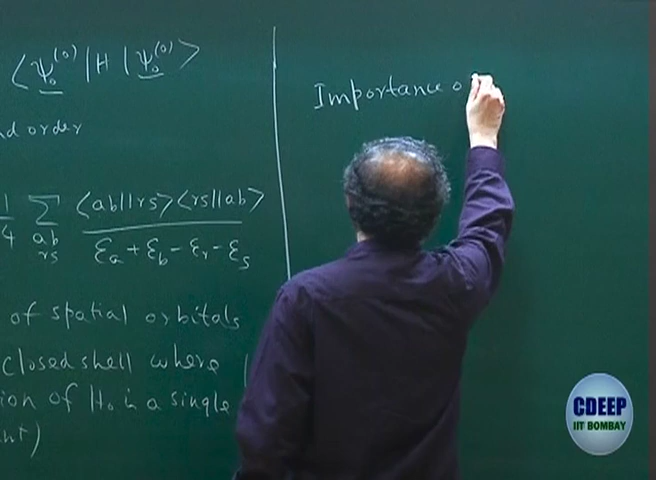 ⟨Ψ₀⁽⁰⁾|H|Ψ₀⁽⁰⁾⟩
nd order
1/4 Σ ab rs ⟨ab||rs⟩⟨rs||ab⟩ / εa + εb - εr - εs
of spatial orbitals
closed shell where
ion of H₀ is a single
nt)
Importance o
CDEEP
IIT BOMBAY